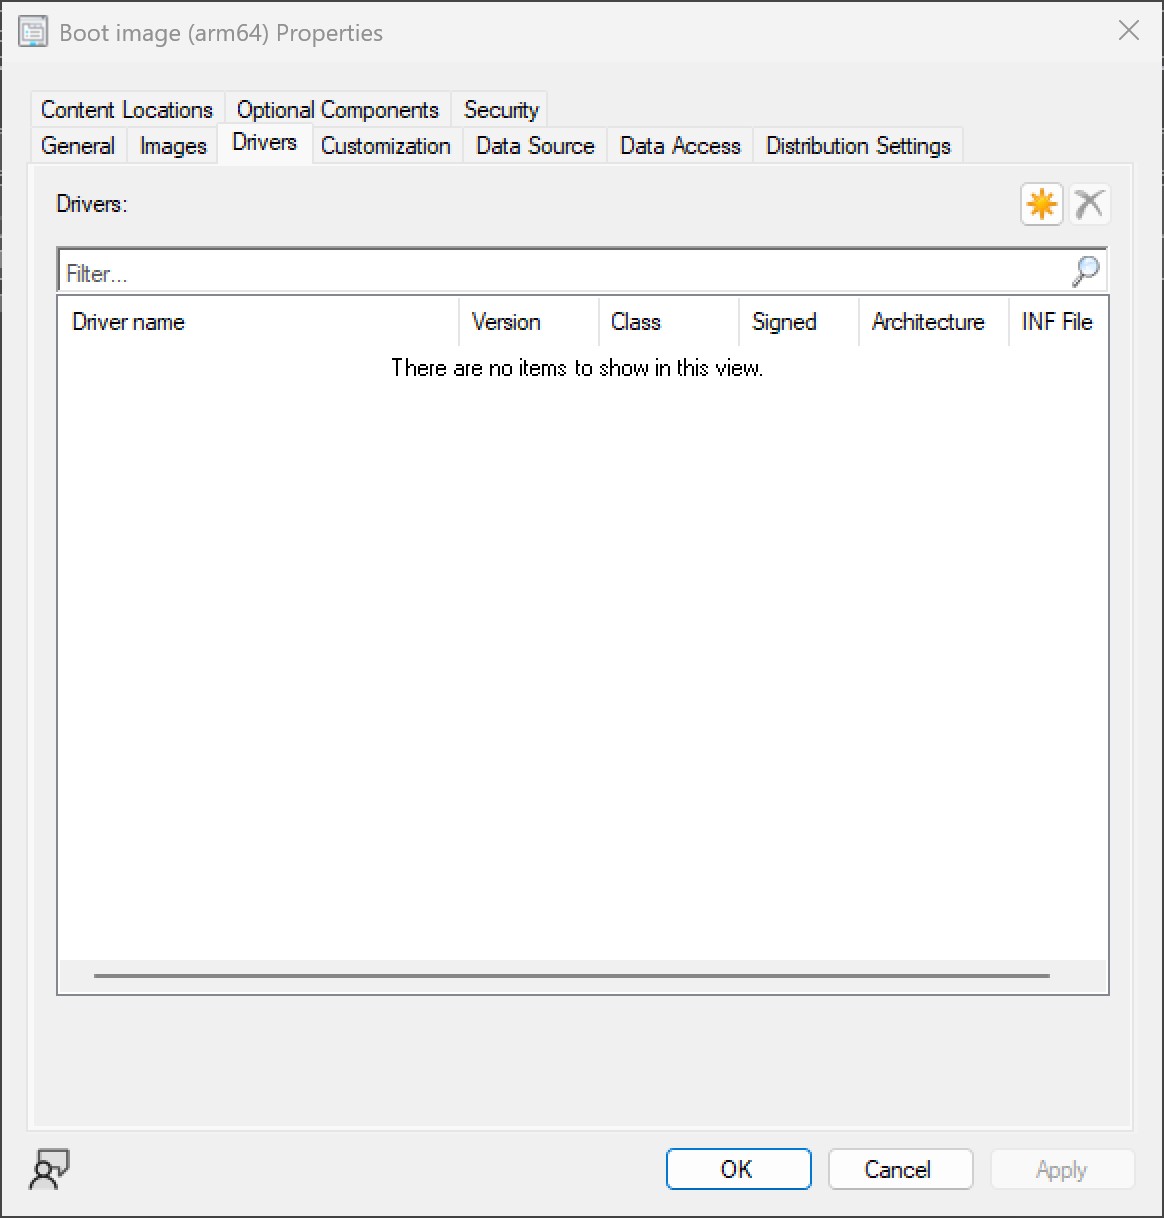 Boot image (arm64) Properties
Content Locations Optional Components Security
General Images Drivers Customization Data Source Data Access Distribution Settings
Drivers:
Filter...
Driver name Version Class Signed Architecture INF File
There are no items to show in this view.
OK Cancel Apply